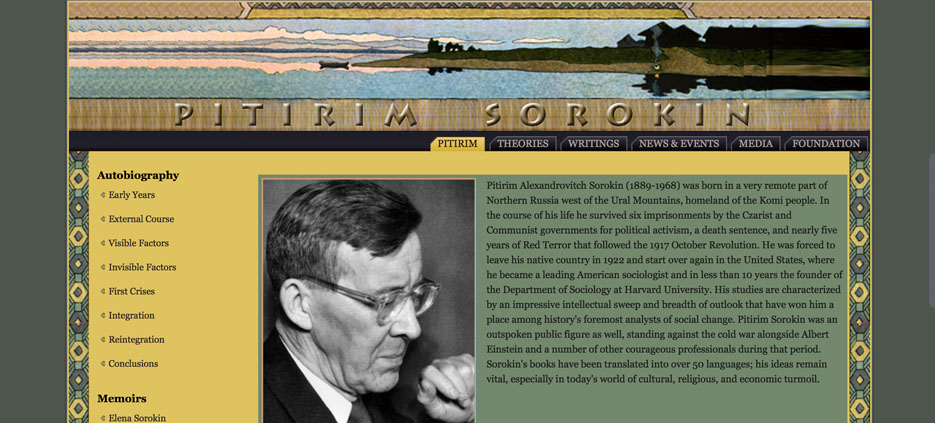 PITIRIM SOROKIN
PITIRIM THEORIES WRITINGS NEWS & EVENTS MEDIA FOUNDATION
Autobiography
Early Years
External Course
Visible Factors
Invisible Factors
First Crises
Integration
Reintegration
Conclusions
Memoirs
Elena Sorokin
Pitirim Alexandrovitch Sorokin (1889-1968) was born in a very remote part of
Northern Russia west of the Ural Mountains, homeland of the Komi people. In
the course of his life he survived six imprisonments by the Czarist and
Communist governments for political activism, a death sentence, and nearly five
years of Red Terror that followed the 1917 October Revolution. He was forced to
leave his native country in 1922 and start over again in the United States, where
he became a leading American sociologist and in less than 10 years the founder of
the Department of Sociology at Harvard University. His studies are characterized
by an impressive intellectual sweep and breadth of outlook that have won him a
place among history's foremost analysts of social change. Pitirim Sorokin was an
outspoken public figure as well, standing against the cold war alongside Albert
Einstein and a number of other courageous professionals during that period.
Sorokin's books have been translated into over 50 languages; his ideas remain
vital, especially in today's world of cultural, religious, and economic turmoil.